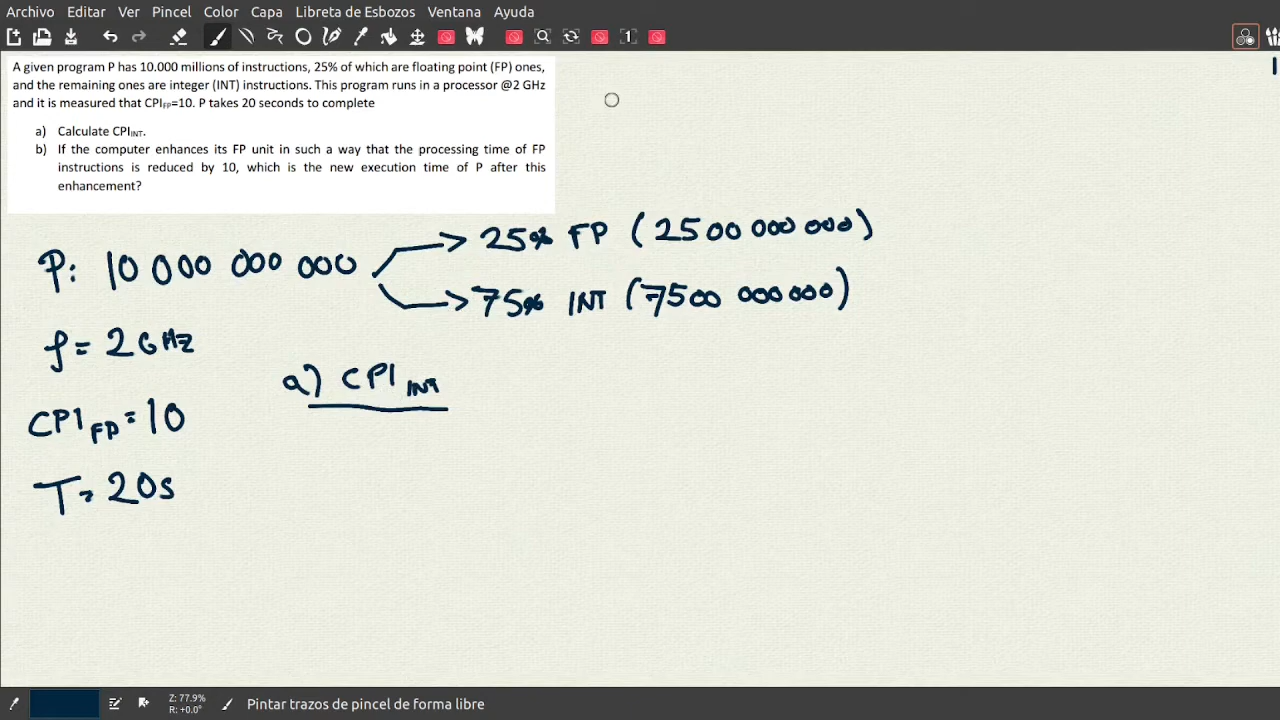 Archivo Editar Ver Pincel Color Capa Libreta de Esbozos Ventana Ayuda
A given program P has 10.000 millions of instructions, 25% of which are floating point (FP) ones,
and the remaining ones are integer (INT) instructions. This program runs in a processor @2 GHz
and it is measured that CPIFP=10. P takes 20 seconds to complete
a) Calculate CPIINT.
b) If the computer enhances its FP unit in such a way that the processing time of FP
instructions is reduced by 10, which is the new execution time of P after this
enhancement?
P: 10 000 000 000
25% FP (2500 000 000)
75% INT (7500 000 000)
f = 2 GHz
a) CPI INT
CPI FP = 10
T = 20s
Z: 77.9%
R: +0.0°
Pintar trazos de pincel de forma libre